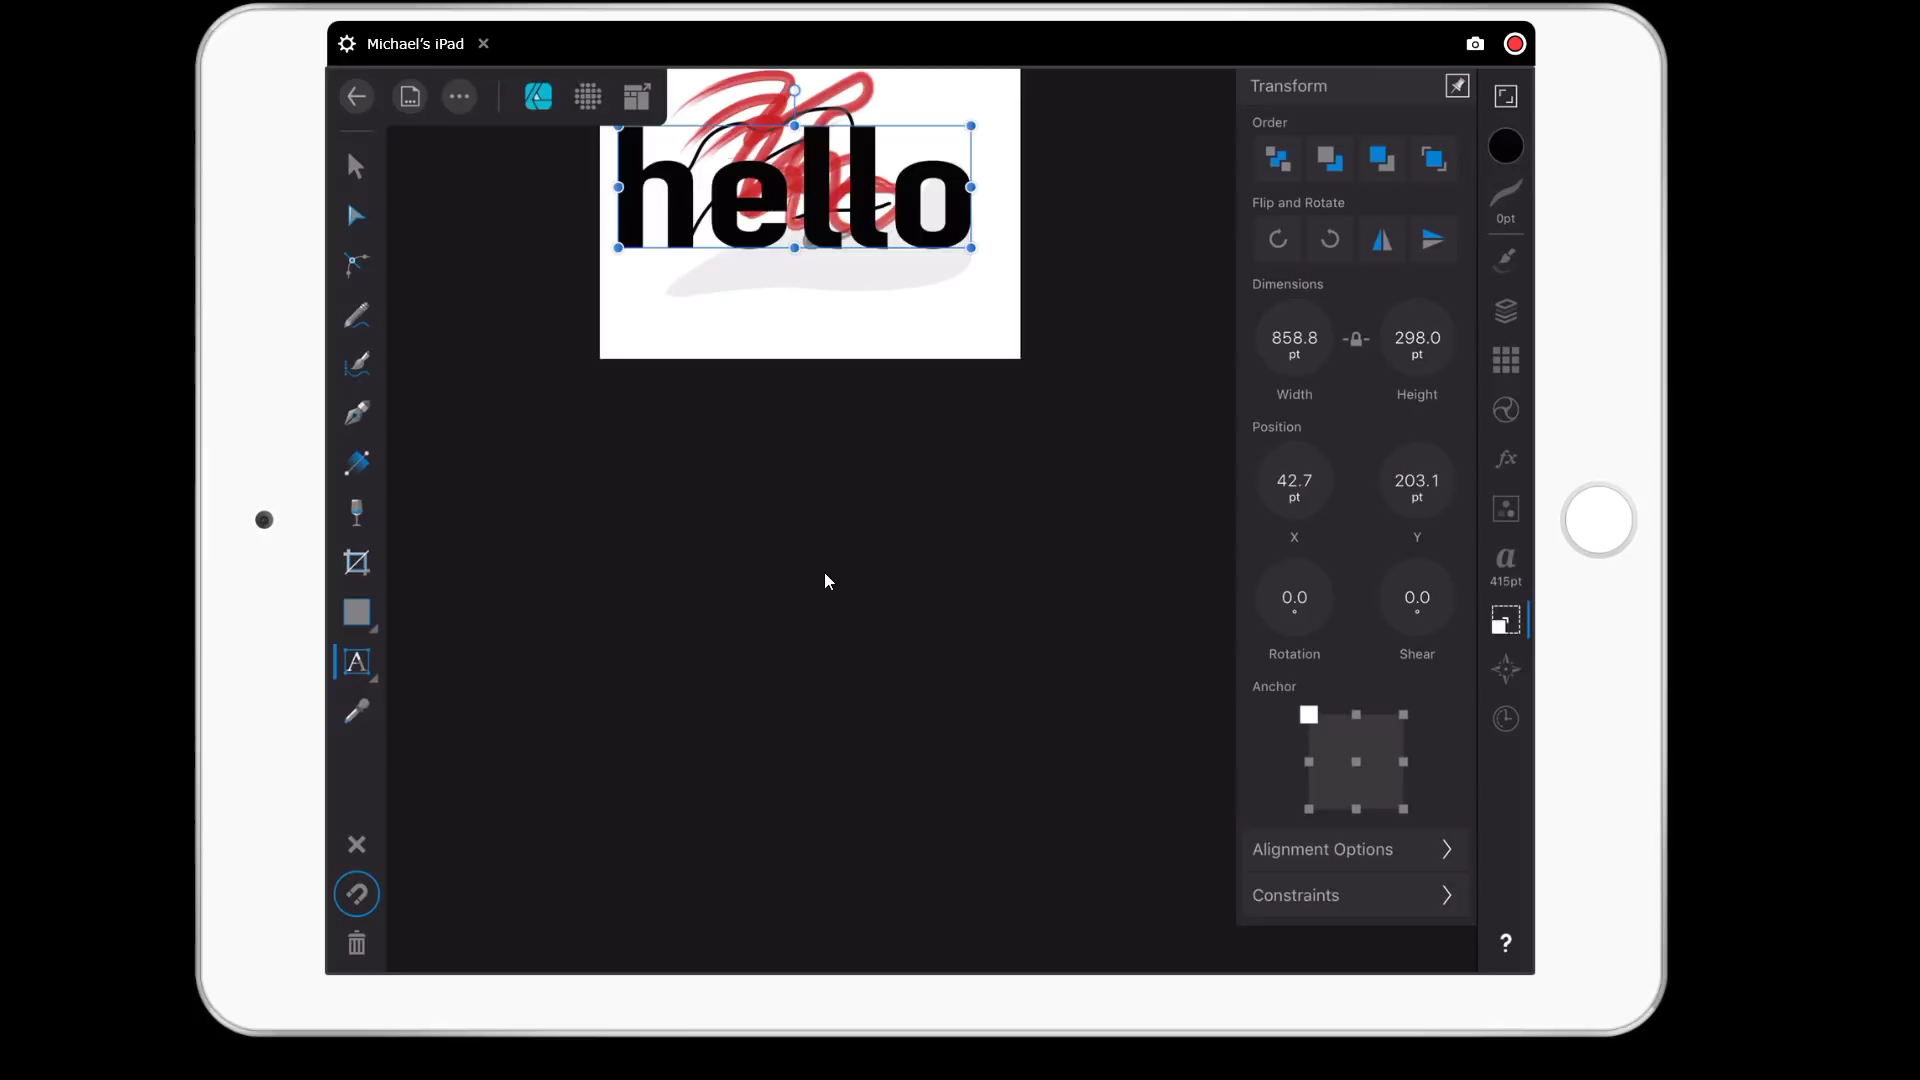 Michael's iPad
Transform
Order
hello
Flip and Rotate
0pt
Dimensions
858.8 pt
298.0 pt
Width
Height
Position
42.7 pt
203.1 pt
X
Y
fx
a
415pt
0.0 °
0.0 °
Rotation
Shear
A
Anchor
Alignment Options
Constraints
?